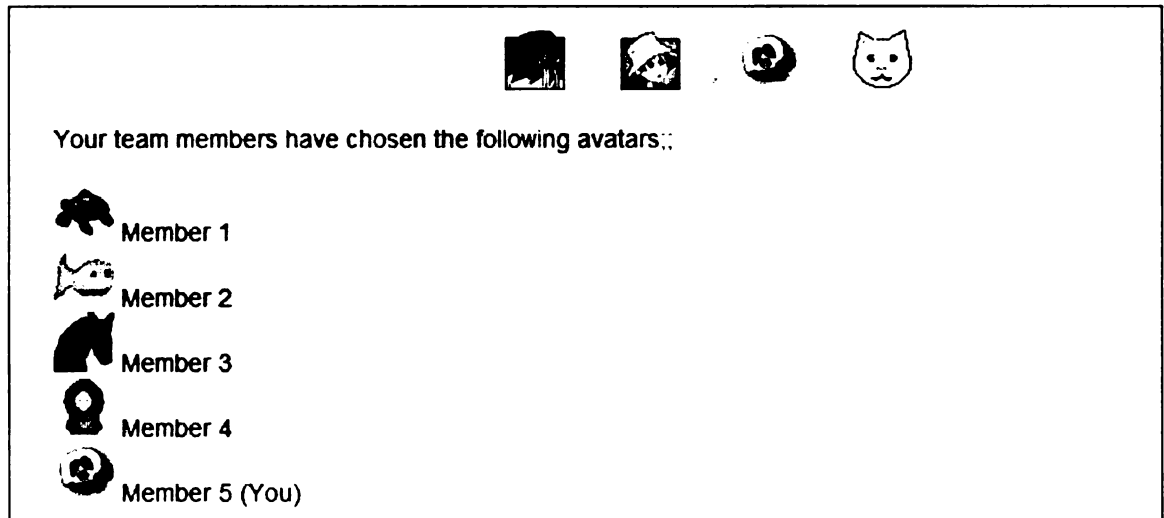 Your team members have chosen the following avatars;;
Member 1
Member 2
Member 3
Member 4
Member 5 (You)